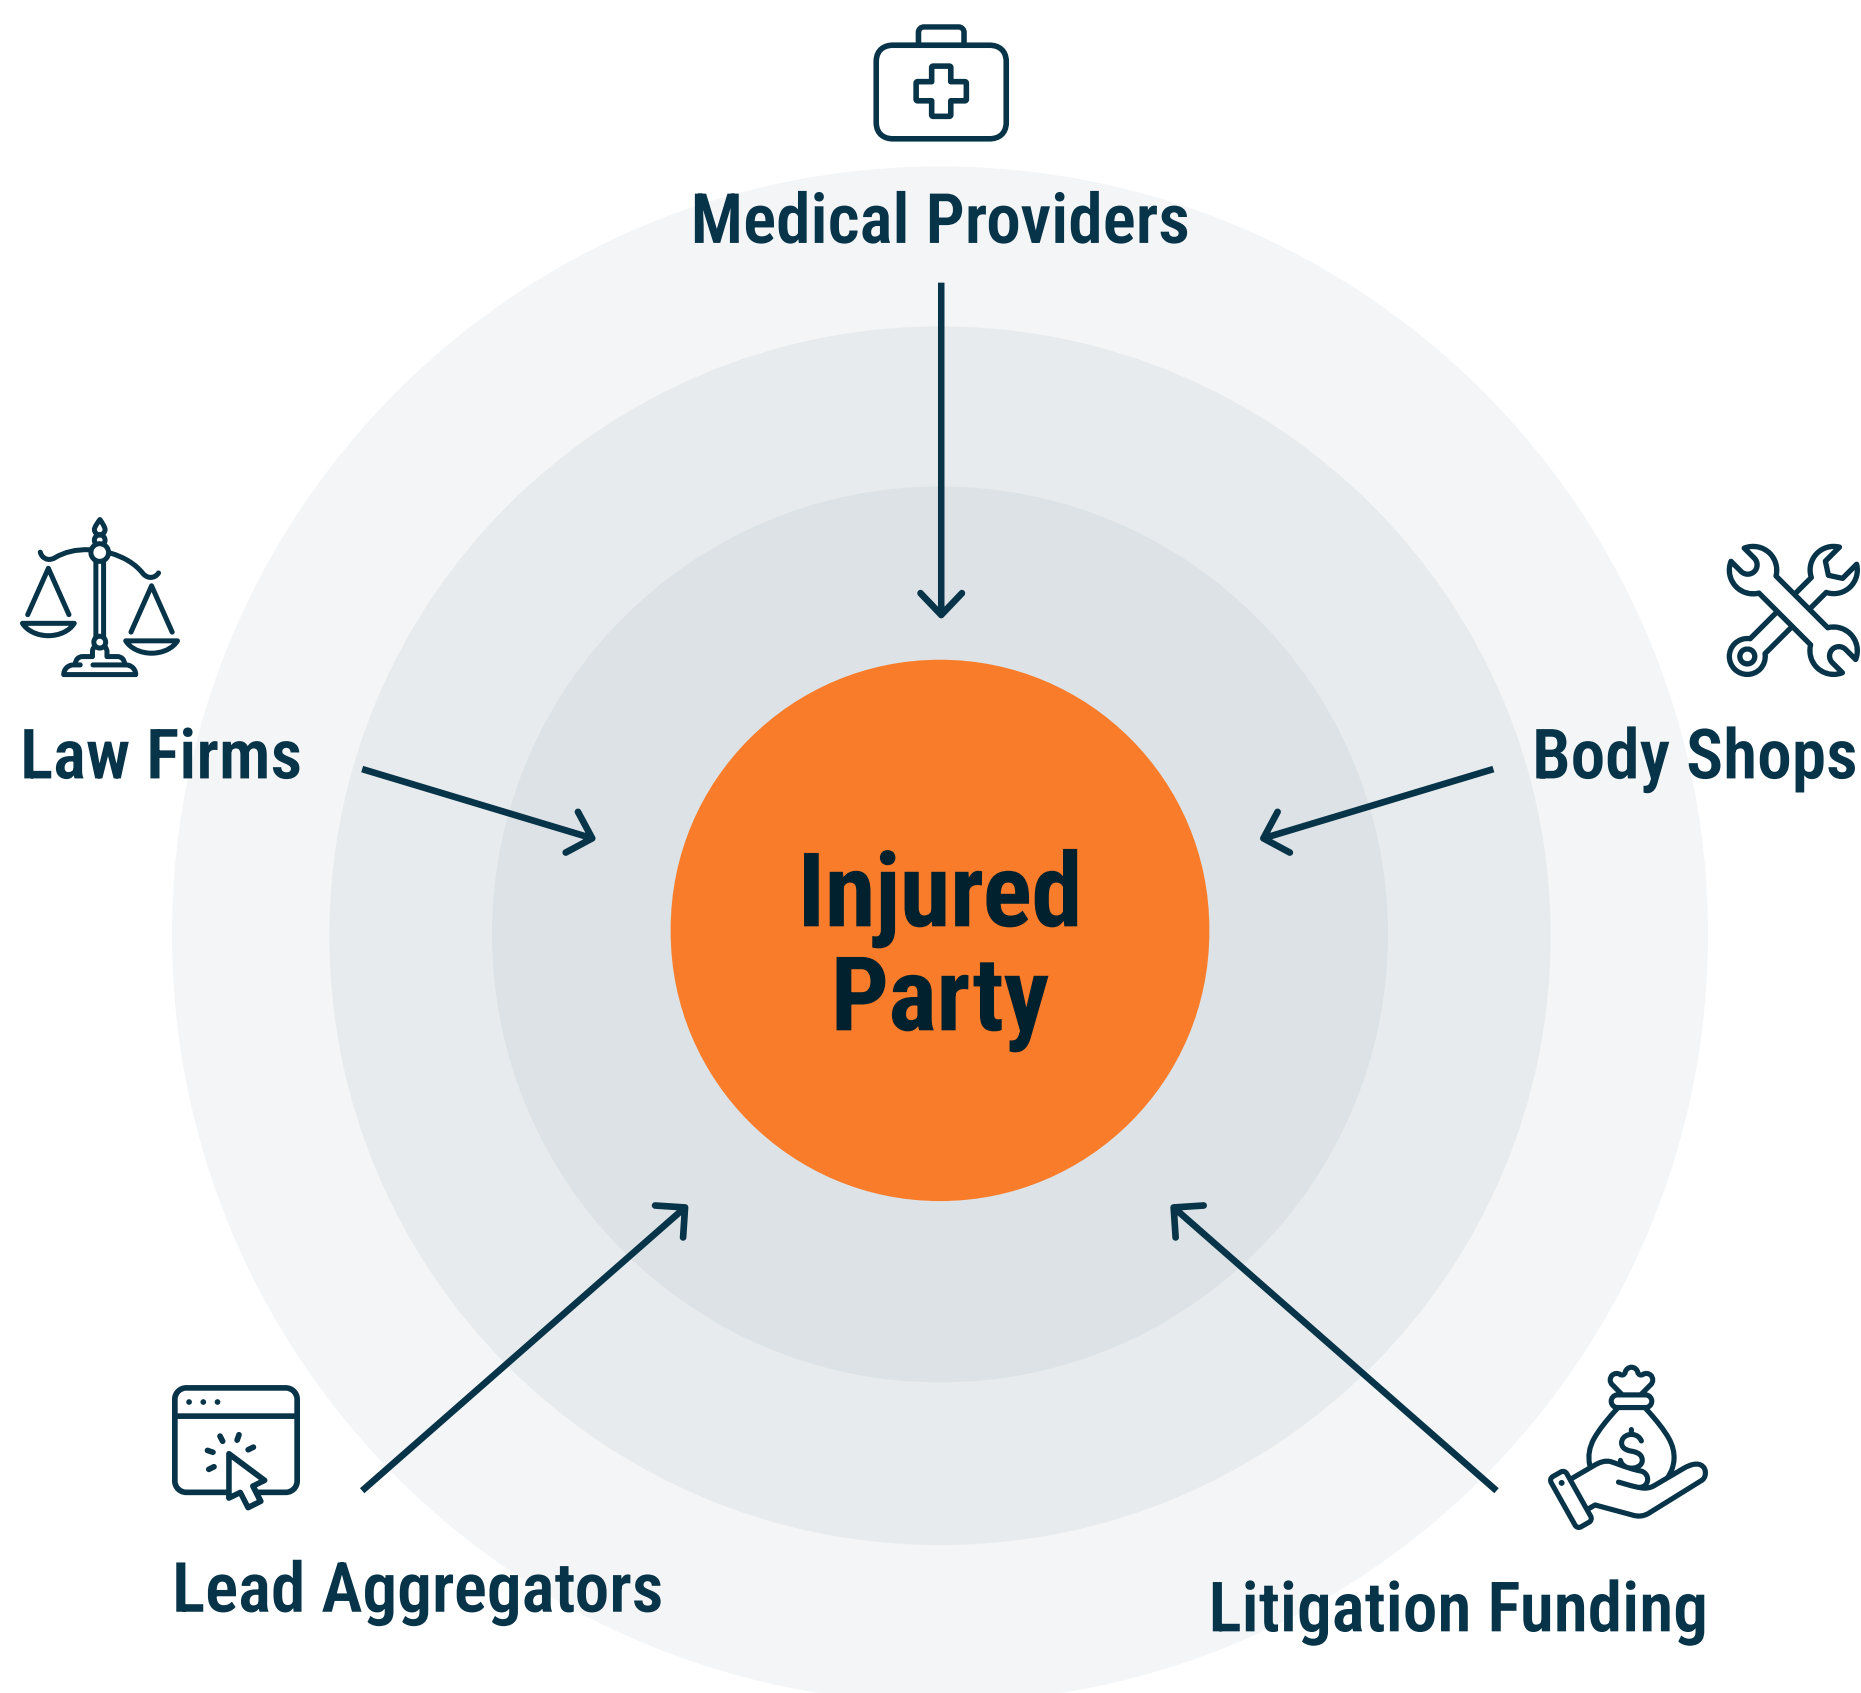 Medical Providers
Law Firms
Body Shops
Injured
Party
Lead Aggregators
Litigation Funding